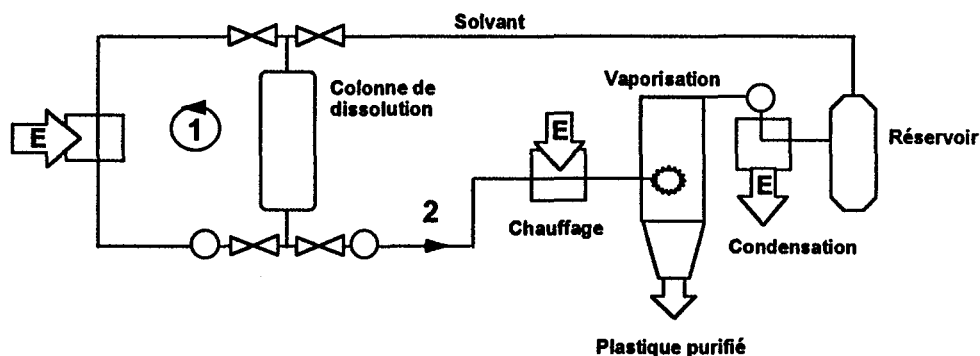 Solvant
Vaporisation
Colonne de
dissolution
E
1
E
E
Réservoir
2
Chauffage
Condensation
Plastique purifié